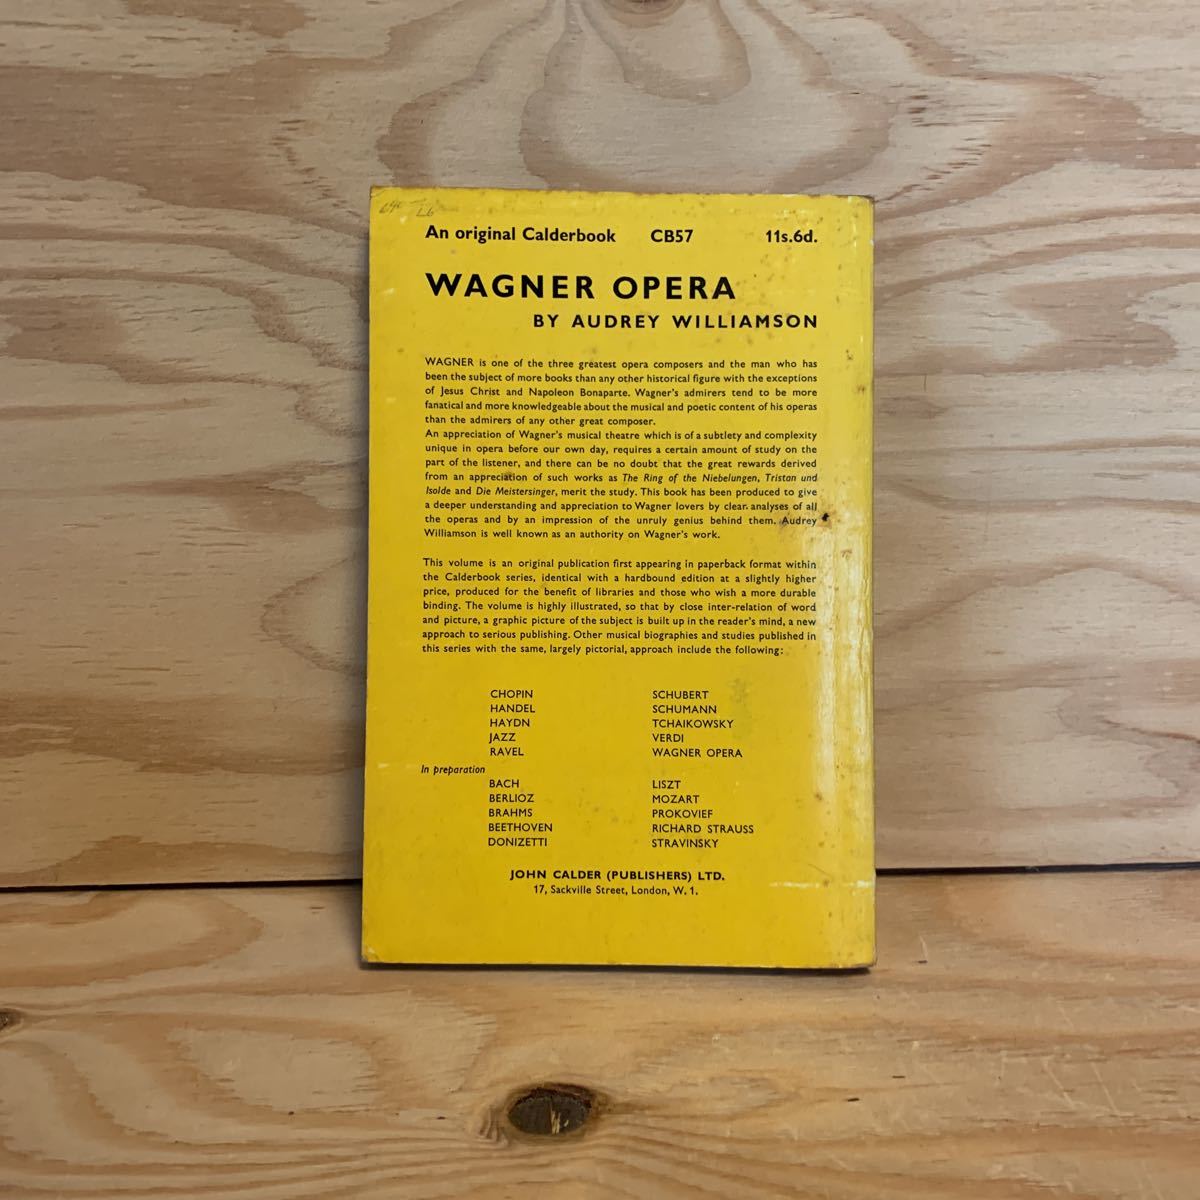 An original Calderbook CB57 11s.6d.
WAGNER OPERA
BY AUDREY WILLIAMSON
WAGNER is one of the three greatest opera composers and the man who has
been the subject of more books than any other historical figure with the exceptions
of Jesus Christ and Napoleon Bonaparte. Wagner's admirers tend to be more
fanatical and more knowledgeable about the musical and poetic content of his operas
than the admirers of any other great composer.
An appreciation of Wagner's musical theatre which is of a subtlety and complexity
unique in opera before our own day, requires a certain amount of study on the
part of the listener, and there can be no doubt that the great rewards derived
from an appreciation of such works as The Ring of the Niebelungen, Tristan und
Isolde and Die Meistersinger, merit the study. This book has been produced to give
a deeper understanding and appreciation to Wagner lovers by clear. analyses of all
the operas and by an impression of the unruly genius behind them. Audrey
Williamson is well known as an authority on Wagner's work.
This volume is an original publication first appearing in paperback format within
the Calderbook series, identical with a hardbound edition at a slightly higher
price, produced for the benefit of libraries and those who wish a more durable
binding. The volume is highly illustrated, so that by close inter-relation of word
and picture, a graphic picture of the subject is built up in the reader's mind, a new
approach to serious publishing. Other musical biographies and studies published in
this series with the same, largely pictorial, approach include the following:
CHOPIN SCHUBERT
HANDEL SCHUMANN
HAYDN TCHAIKOWSKY
JAZZ VERDI
RAVEL WAGNER OPERA
In preparation
BACH LISZT
BERLIOZ MOZART
BRAHMS PROKOVIEF
BEETHOVEN RICHARD STRAUSS
DONIZETTI STRAVINSKY
JOHN CALDER (PUBLISHERS) LTD.
17, Sackville Street, London, W. 1.